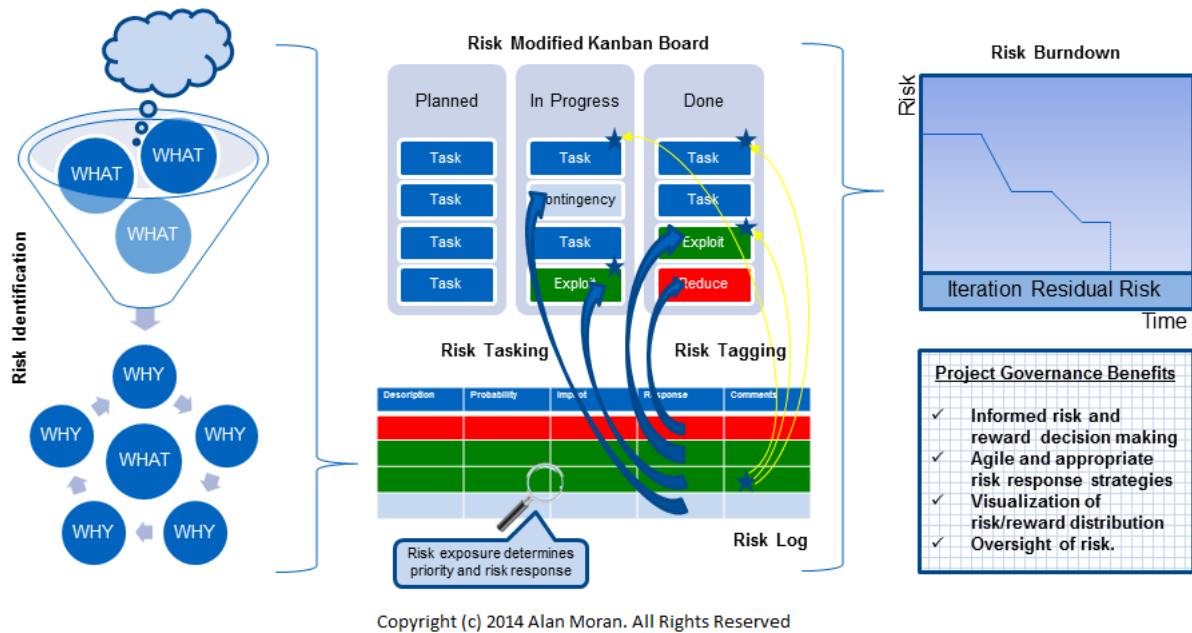 Risk Identification
WHAT
WHAT
WHAT
WHY
WHY
WHY
WHAT
WHY
WHY
Risk Modified Kanban Board
Planned
In Progress
Done
Task
Task
Task
Task
Task
Contingency
Task
Exploit
Task
Task
Exploit
Reduce
Risk Tasking
Risk Tagging
Description
Probability
Impact
Response
Comments
Risk exposure determines
priority and risk response
Risk Log
Risk Burndown
Risk
Iteration Residual Risk
Time
Project Governance Benefits
✓ Informed risk and
reward decision making
✓ Agile and appropriate
risk response strategies
✓ Visualization of
risk/reward distribution
✓ Oversight of risk.
Copyright (c) 2014 Alan Moran. All Rights Reserved